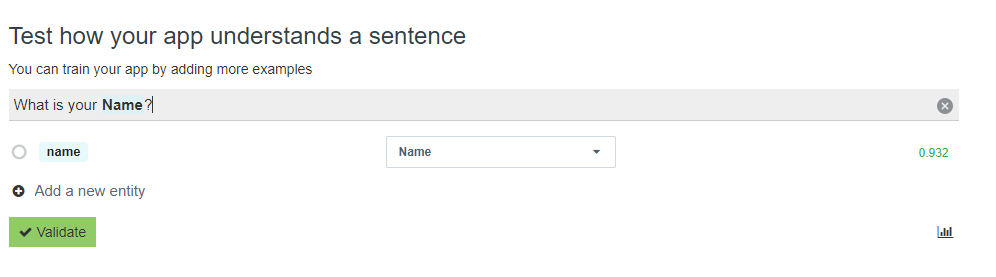 Test how your app understands a sentence
You can train your app by adding more examples
What is your Name?
name Name 0.932
Add a new entity
Validate